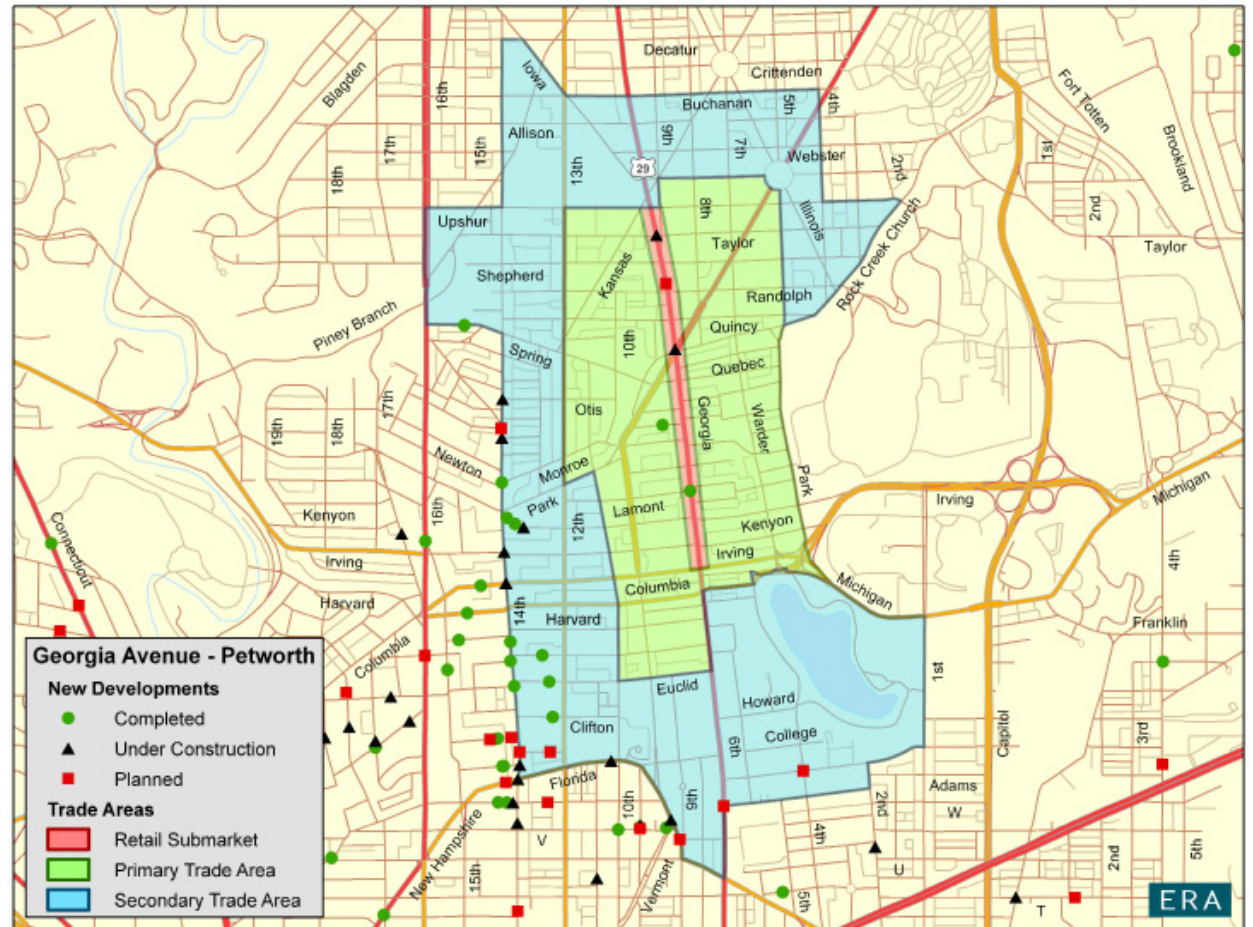 Decatur
Crittenden
Iowa
Blagden
16th
Buchanan
5th
4th
Fort Totten
Brookland
Allison
15th
17th
18th
13th
9th
7th
Webster
2nd
1st
2nd
29
Upshur
8th
Illinois
Rock Creek Church
Taylor
Taylor
Shepherd
Kansas
Randolph
Piney Branch
10th
Quincy
Spring
Quebec
Otis
Georgia
Warder
17th
18th
19th
Newton
Monroe
Park
Park
Lamont
Kenyon
Kenyon
12th
16th
Irving
Michigan
Connecticut
Irving
Irving
Columbia
Michigan
4th
Harvard
14th
Harvard
Franklin
Columbia
Euclid
Howard
1st
Clifton
College
6th
Capitol
3rd
Florida
Adams
W
10th
9th
2nd
4th
V
New Hampshire
15th
Vermont
U
5th
2nd
5th
T
Georgia Avenue - Petworth
New Developments
Completed
Under Construction
Planned
Trade Areas
Retail Submarket
Primary Trade Area
Secondary Trade Area
ERA